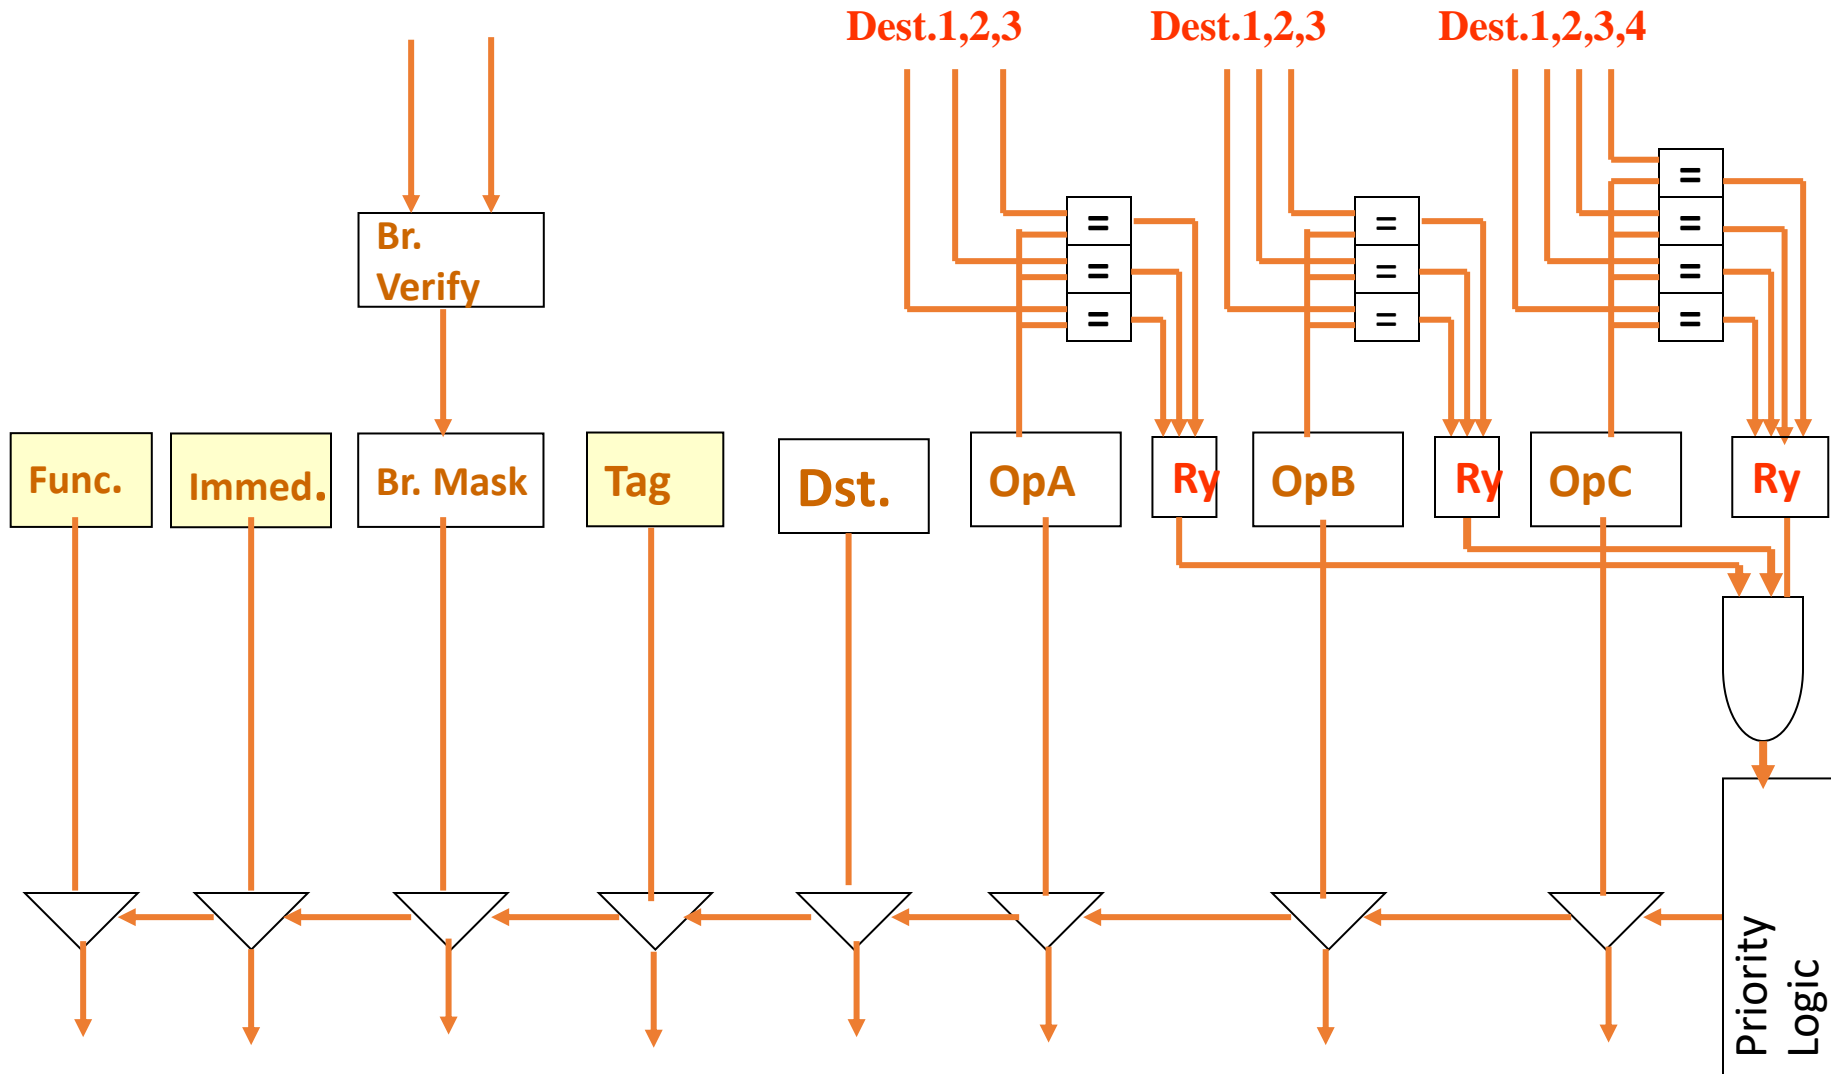 Dest.1,2,3
Dest.1,2,3
Dest.1,2,3,4
=
=
=
=
=
=
=
=
=
=
Br.
Verify
Func.
Immed.
Br. Mask
Tag
Dst.
OpA
Ry
OpB
Ry
OpC
Ry
Priority
Logic